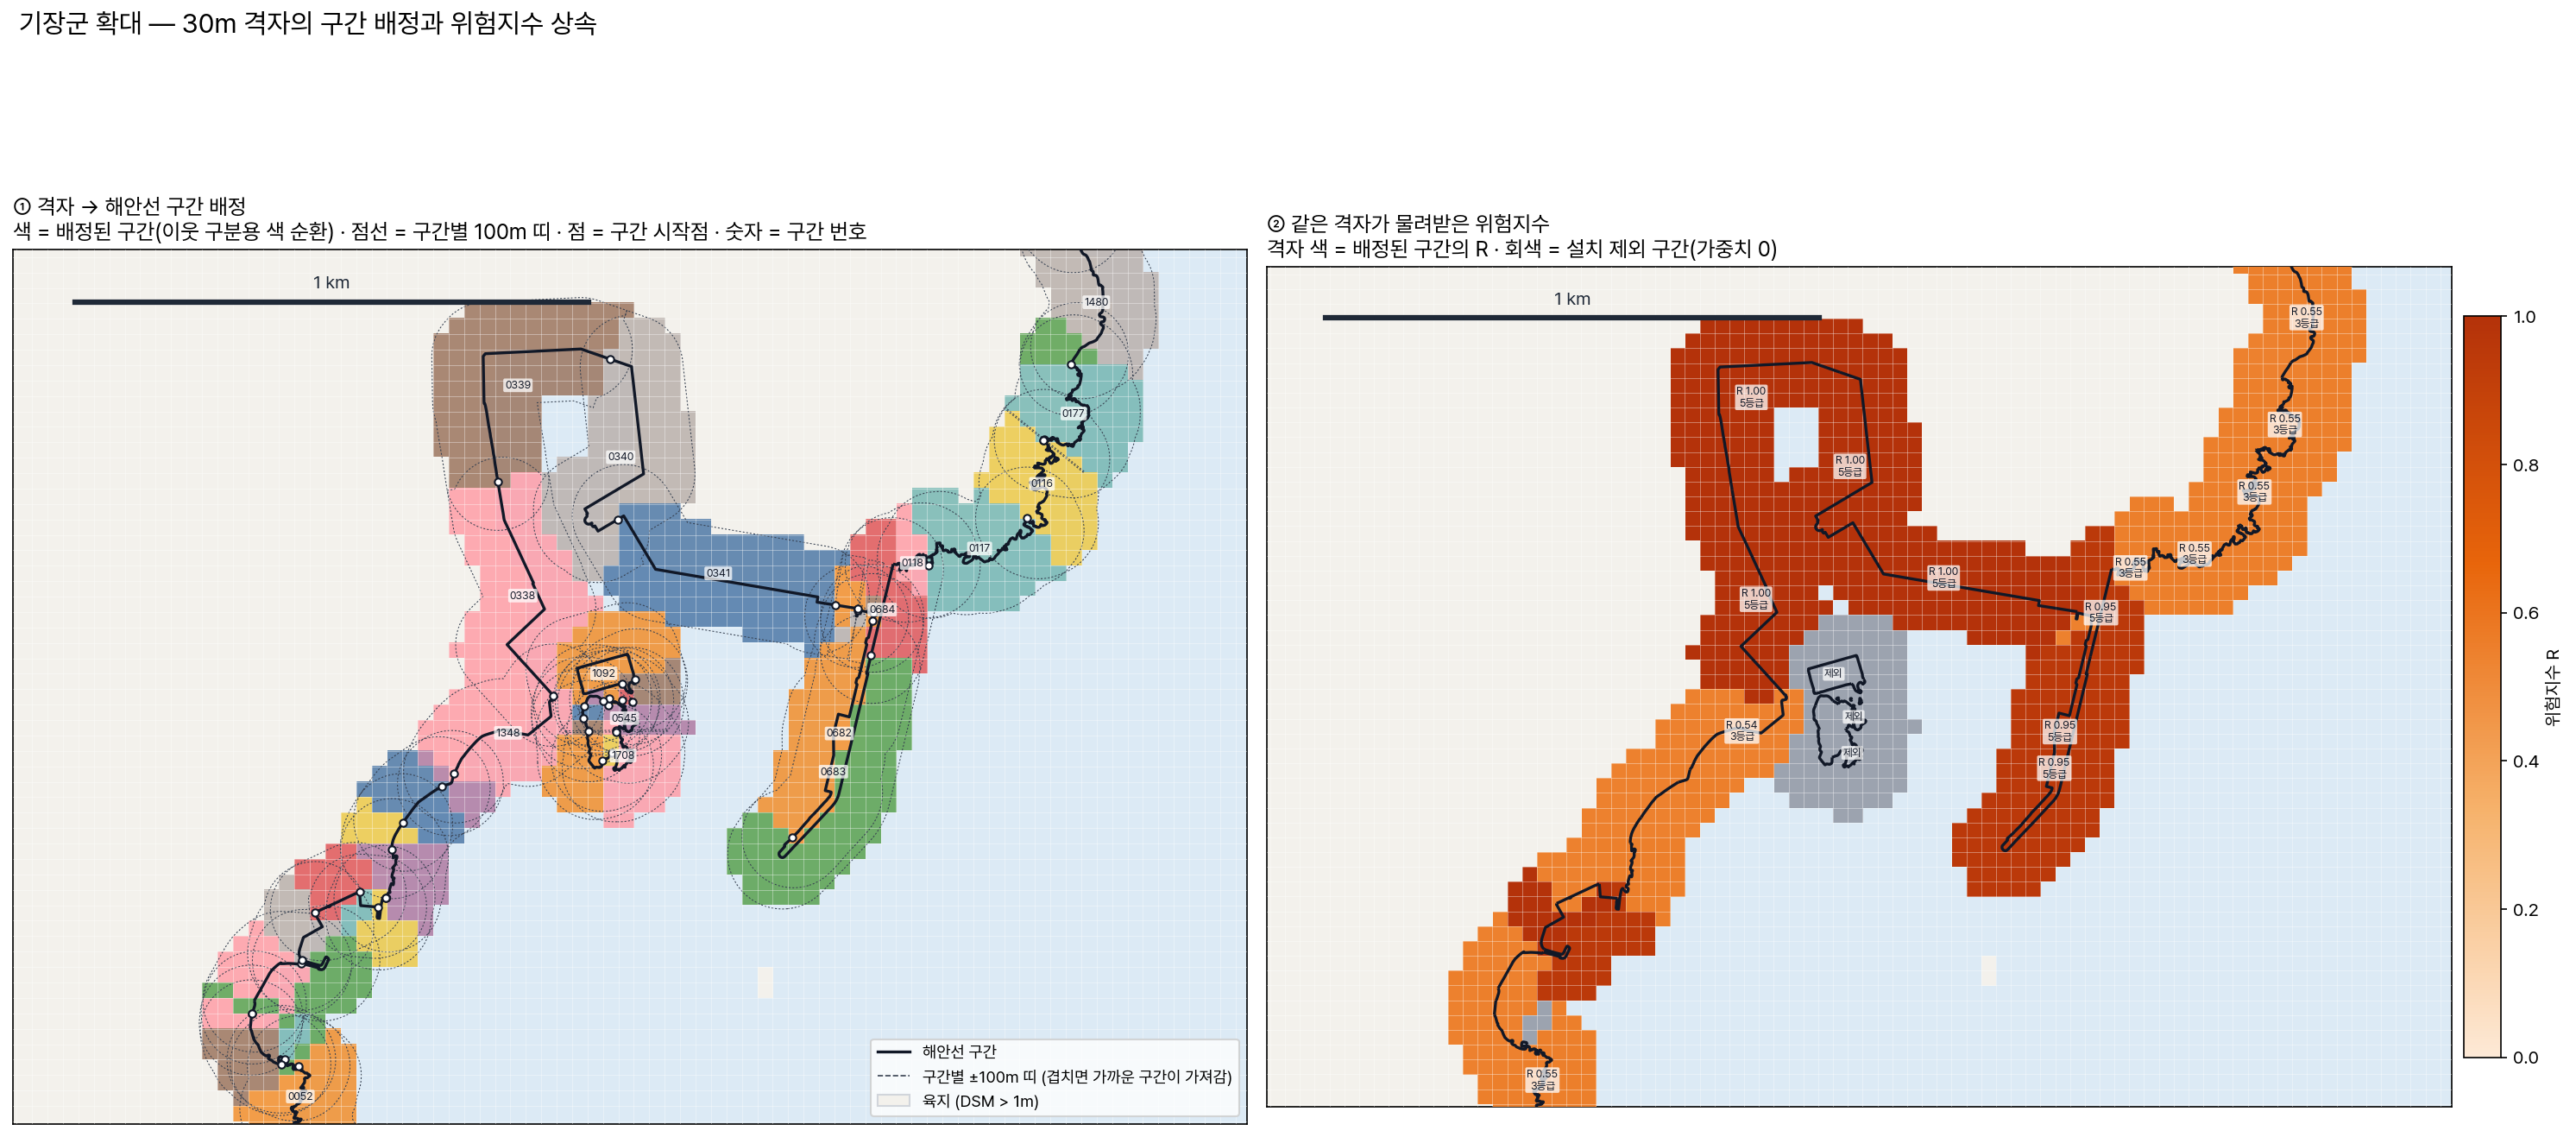 기장군 확대 — 30m 격자의 구간 배정과 위험지수 상속
① 격자 → 해안선 구간 배정
색 = 배정된 구간(이웃 구분용 색 순환) · 점선 = 구간별 100m 띠 · 점 = 구간 시작점 · 숫자 = 구간 번호
1 km
1480
0339
0177
0340
0116
0117
0118
0341
0338
0684
1092
0545
0682
1348
1708
0683
0052
해안선 구간
구간별 ±100m 띠 (겹치면 가까운 구간이 가져감)
육지 (DSM > 1m)
② 같은 격자가 물려받은 위험지수
격자 색 = 배정된 구간의 R · 회색 = 설치 제외 구간(가중치 0)
1 km
R 0.55
3등급
R 1.00
5등급
R 0.55
3등급
R 1.00
5등급
R 0.55
3등급
R 0.55
3등급
R 0.55
3등급
R 1.00
5등급
R 1.00
5등급
R 0.95
5등급
제외
제외
R 0.54
3등급
R 0.95
5등급
제외
R 0.95
5등급
R 0.55
3등급
1.0
0.8
0.6
0.4
0.2
0.0
위험지수 R